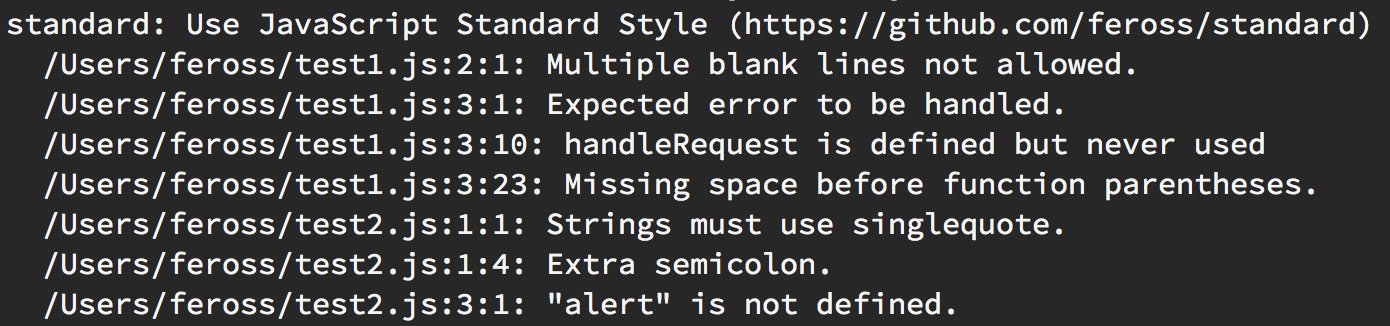 standard: Use JavaScript Standard Style (https://github.com/feross/standard)
/Users/feross/test1.js:2:1: Multiple blank lines not allowed.
/Users/feross/test1.js:3:1: Expected error to be handled.
/Users/feross/test1.js:3:10: handleRequest is defined but never used
/Users/feross/test1.js:3:23: Missing space before function parentheses.
/Users/feross/test2.js:1:1: Strings must use singlequote.
/Users/feross/test2.js:1:4: Extra semicolon.
/Users/feross/test2.js:3:1: "alert" is not defined.